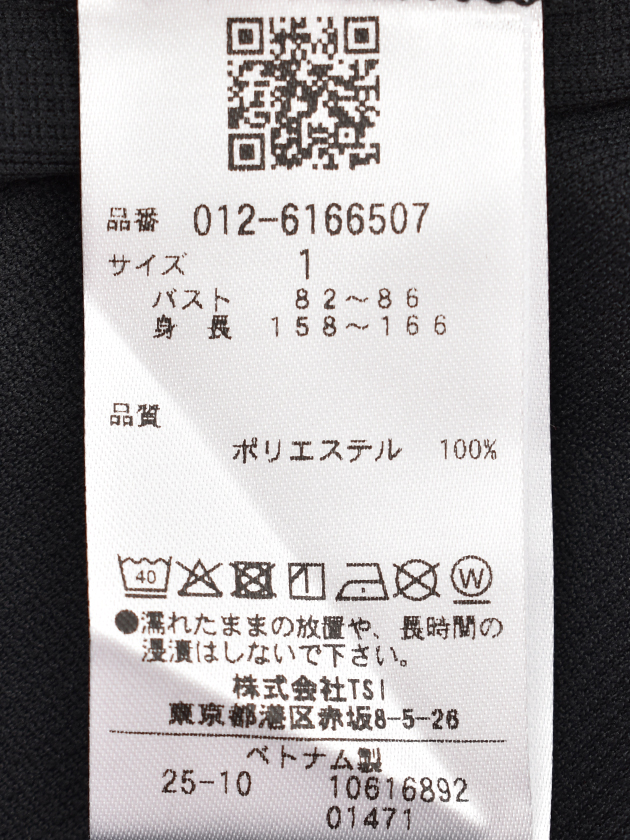 品番 012-6166507
サイズ 1
バスト 82～86
身長 158～166
品質
ポリエステル 100%
40 W
●濡れたままの放置や、長時間の
浸漬はしないで下さい。
株式会社TSI
東京都港区赤坂8-5-26
ベトナム製
25-10 10616892
01471